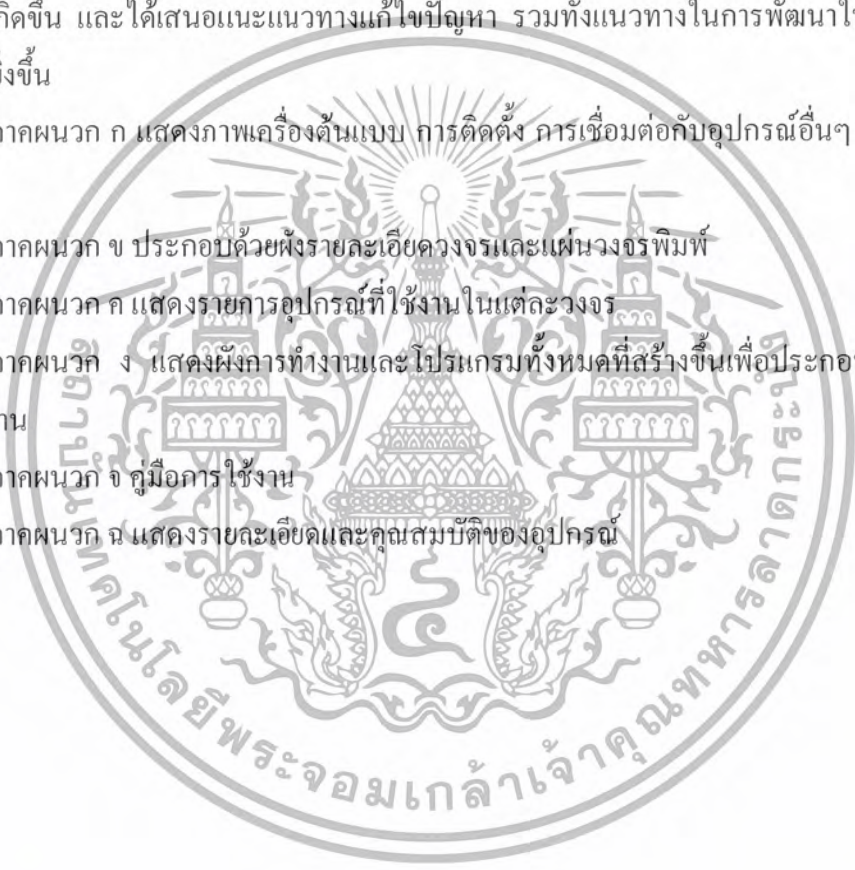 กิดขึ้น และได้เสนอแนะแนวทางแก้ไขปัญหา รวมทั้งแนวทางในการพัฒนาใ
ยิ่งขึ้น
าคผนวก ก แสดงภาพเครื่องต้นแบบ การติดตั้ง การเชื่อมต่อกับอุปกรณ์อื่นๆ
าคผนวก ข ประกอบด้วยผังรายละเอียดวงจรและแผ่นวงจรพิมพ์
าคผนวก ค แสดงรายการอุปกรณ์ที่ใช้งานในแต่ละวงจร
าคผนวก ง แสดงผังการทำงานและโปรแกรมทั้งหมดที่สร้างขึ้นเพื่อประกอ
าน
าคผนวก จ คู่มือการใช้งาน
าคผนวก ฉ แสดงรายละเอียดและคุณสมบัติของอุปกรณ์
สถาบันเทคโนโลยีพระจอมเกล้าเจ้าคุณทหารลาดกระบัง